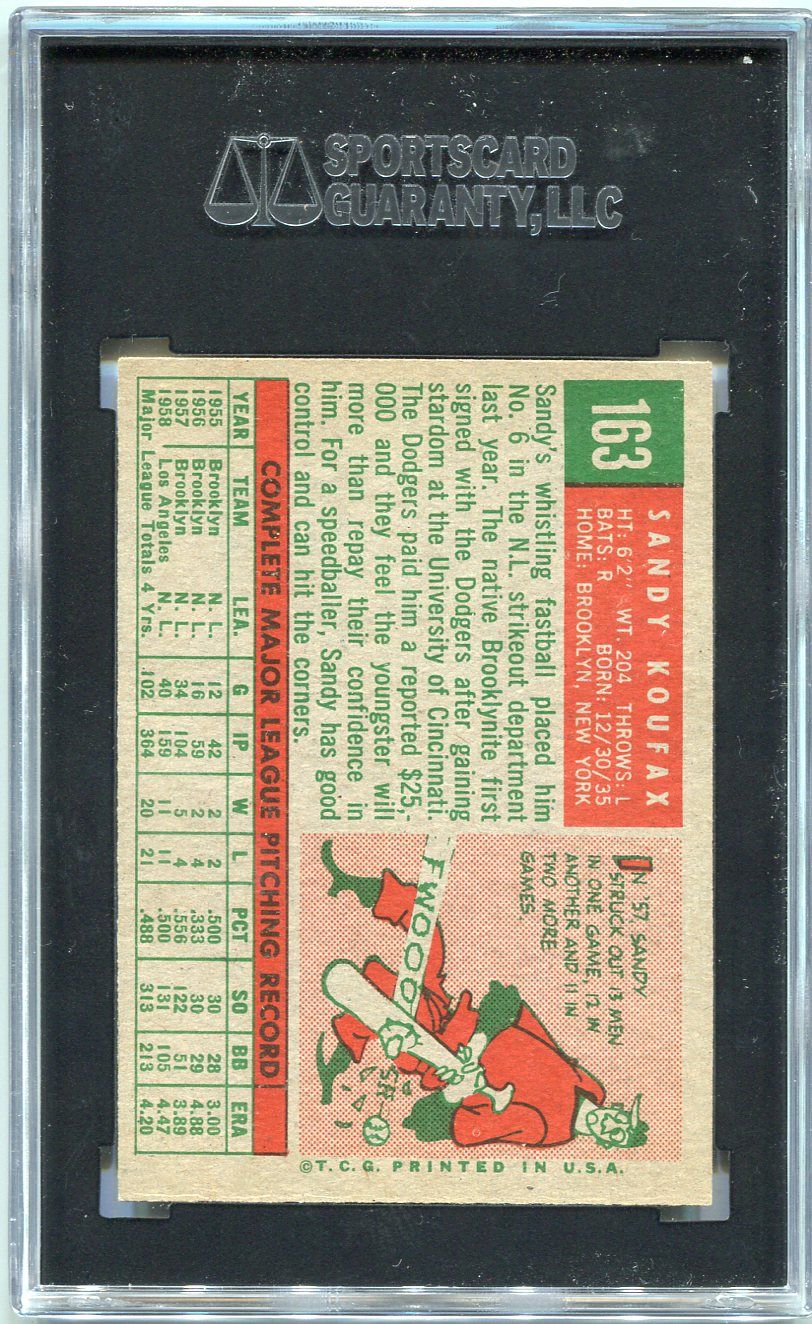 SPORTSCARD
GUARANTY, LLC
163
SANDY KOUFAX
HT: 6'2" WT. 204 THROWS: L
BATS: R BORN: 12/30/35
HOME: BROOKLYN, NEW YORK
Sandy's whistling fastball placed him
No. 6 in the N.L. strikeout department
last year. The native Brooklynite first
signed with the Dodgers after gaining
stardom at the University of Cincinnati.
The Dodgers paid him a reported $25,-
000 and they feel the youngster will
more than repay their confidence in
him. For a speedballer, Sandy has good
control and can hit the corners.
IN '57 SANDY
STRUCK OUT 13 MEN
IN ONE GAME, 12 IN
ANOTHER AND 11 IN
TWO MORE
GAMES.
FWOOO
©T.C.G. PRINTED IN U.S.A.
COMPLETE MAJOR LEAGUE PITCHING RECORD
YEAR TEAM LEA. G IP W L PCT SO BB ERA
1955 Brooklyn N. L. 12 42 2 2 .500 30 28 3.00
1956 Brooklyn N. L. 16 59 2 4 .333 30 29 4.88
1957 Brooklyn N. L. 34 104 5 4 .556 122 51 3.89
1958 Los Angeles N. L. 40 159 11 11 .500 131 105 4.47
Major League Totals 4 Yrs. .102 364 20 21 .488 313 213 4.20